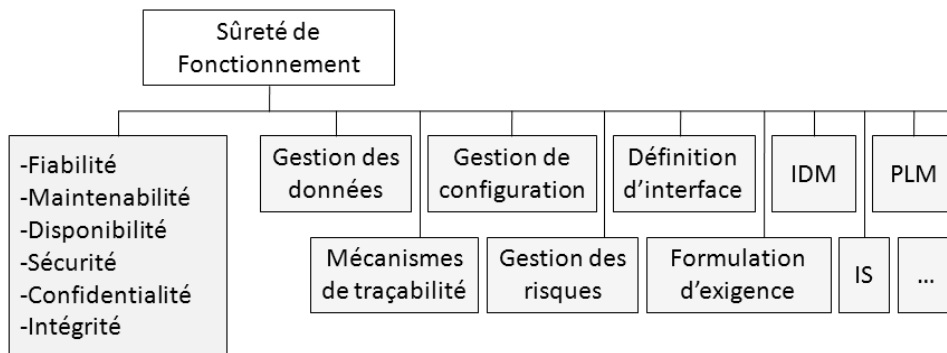 Sûreté de
Fonctionnement
-Fiabilité
-Maintenabilité
-Disponibilité
-Sécurité
-Confidentialité
-Intégrité
Gestion des
données
Gestion de
configuration
Définition
d’interface
IDM
PLM
Mécanismes
de traçabilité
Gestion des
risques
Formulation
d’exigence
IS
...